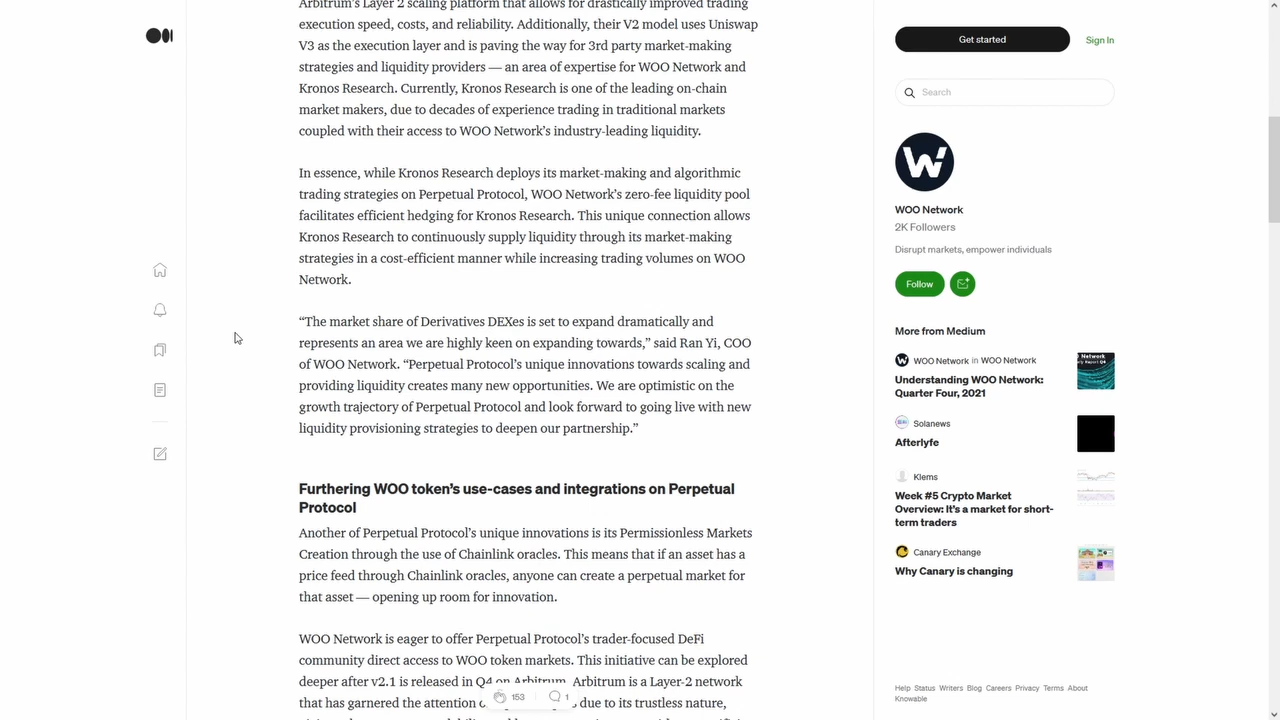 Arbitrum's Layer 2 scaling platform that allows for drastically improved trading
execution speed, costs, and reliability. Additionally, their V2 model uses Uniswap
V3 as the execution layer and is paving the way for 3rd party market-making
strategies and liquidity providers — an area of expertise for WOO Network and
Kronos Research. Currently, Kronos Research is one of the leading on-chain
market makers, due to decades of experience trading in traditional markets
coupled with their access to WOO Network's industry-leading liquidity.
In essence, while Kronos Research deploys its market-making and algorithmic
trading strategies on Perpetual Protocol, WOO Network's zero-fee liquidity pool
facilitates efficient hedging for Kronos Research. This unique connection allows
Kronos Research to continuously supply liquidity through its market-making
strategies in a cost-efficient manner while increasing trading volumes on WOO
Network.
“The market share of Derivatives DEXes is set to expand dramatically and
represents an area we are highly keen on expanding towards,” said Ran Yi, COO
of WOO Network. “Perpetual Protocol's unique innovations towards scaling and
providing liquidity creates many new opportunities. We are optimistic on the
growth trajectory of Perpetual Protocol and look forward to going live with new
liquidity provisioning strategies to deepen our partnership.”
Furthering WOO token's use-cases and integrations on Perpetual
Protocol
Another of Perpetual Protocol's unique innovations is its Permissionless Markets
Creation through the use of Chainlink oracles. This means that if an asset has a
price feed through Chainlink oracles, anyone can create a perpetual market for
that asset — opening up room for innovation.
WOO Network is eager to offer Perpetual Protocol's trader-focused DeFi
community direct access to WOO token markets. This initiative can be explored
deeper after v2.1 is released in Q4 on Arbitrum. Arbitrum is a Layer-2 network
that has garnered the attention of due to its trustless nature,
153 1
Get started Sign In
Search
WOO Network
2K Followers
Disrupt markets, empower individuals
Follow
More from Medium
WOO Network in WOO Network
Understanding WOO Network:
Quarter Four, 2021
Solanews
Afterlyfe
Klems
Week #5 Crypto Market
Overview: It's a market for short-
term traders
Canary Exchange
Why Canary is changing
Help Status Writers Blog Careers Privacy Terms About
Knowable